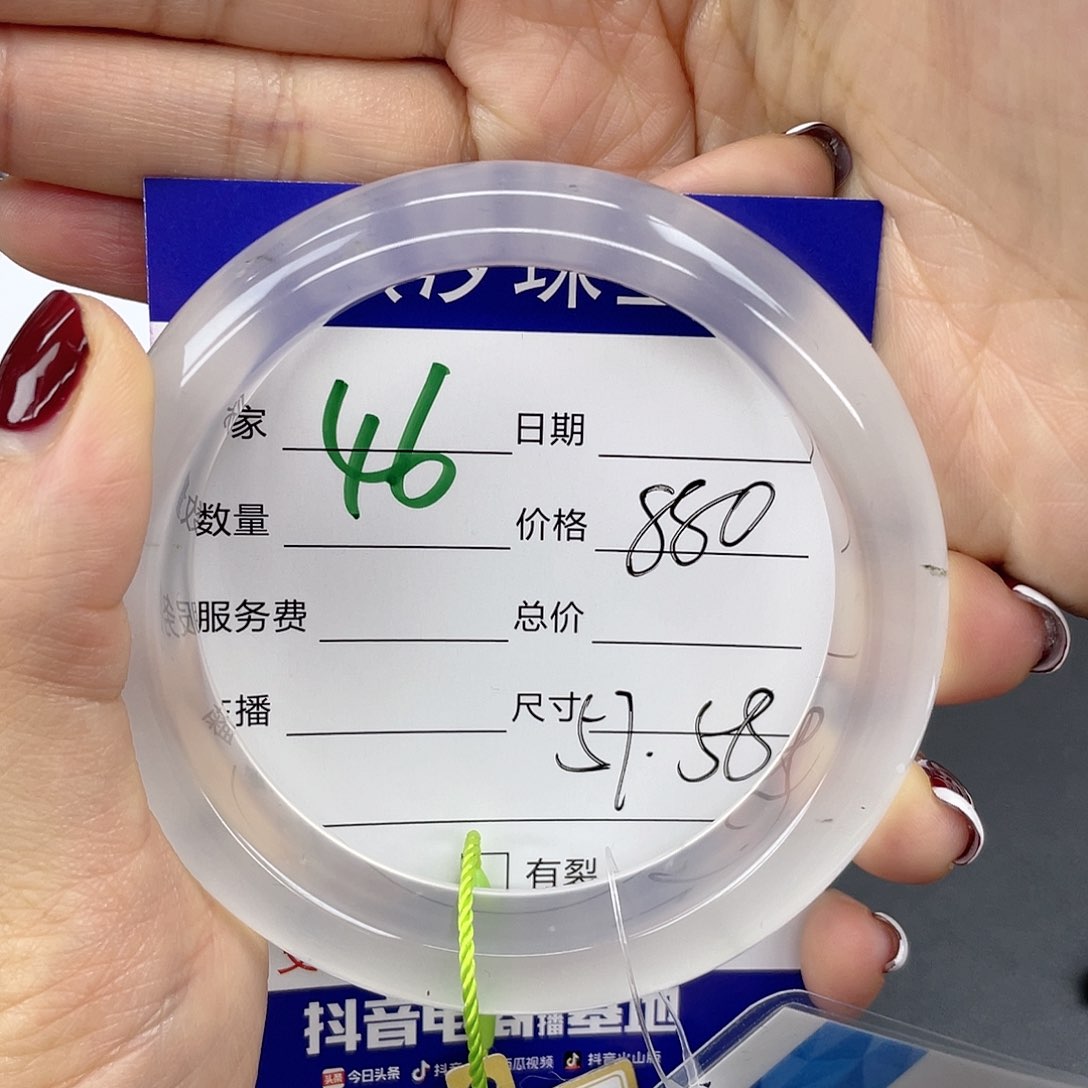 珠
家 46 日期
数量 价格 880
服务费 总价
播 尺寸 57.58
有裂
抖音电商直播基地
今日头条 抖音 西瓜视频 抖音火山版